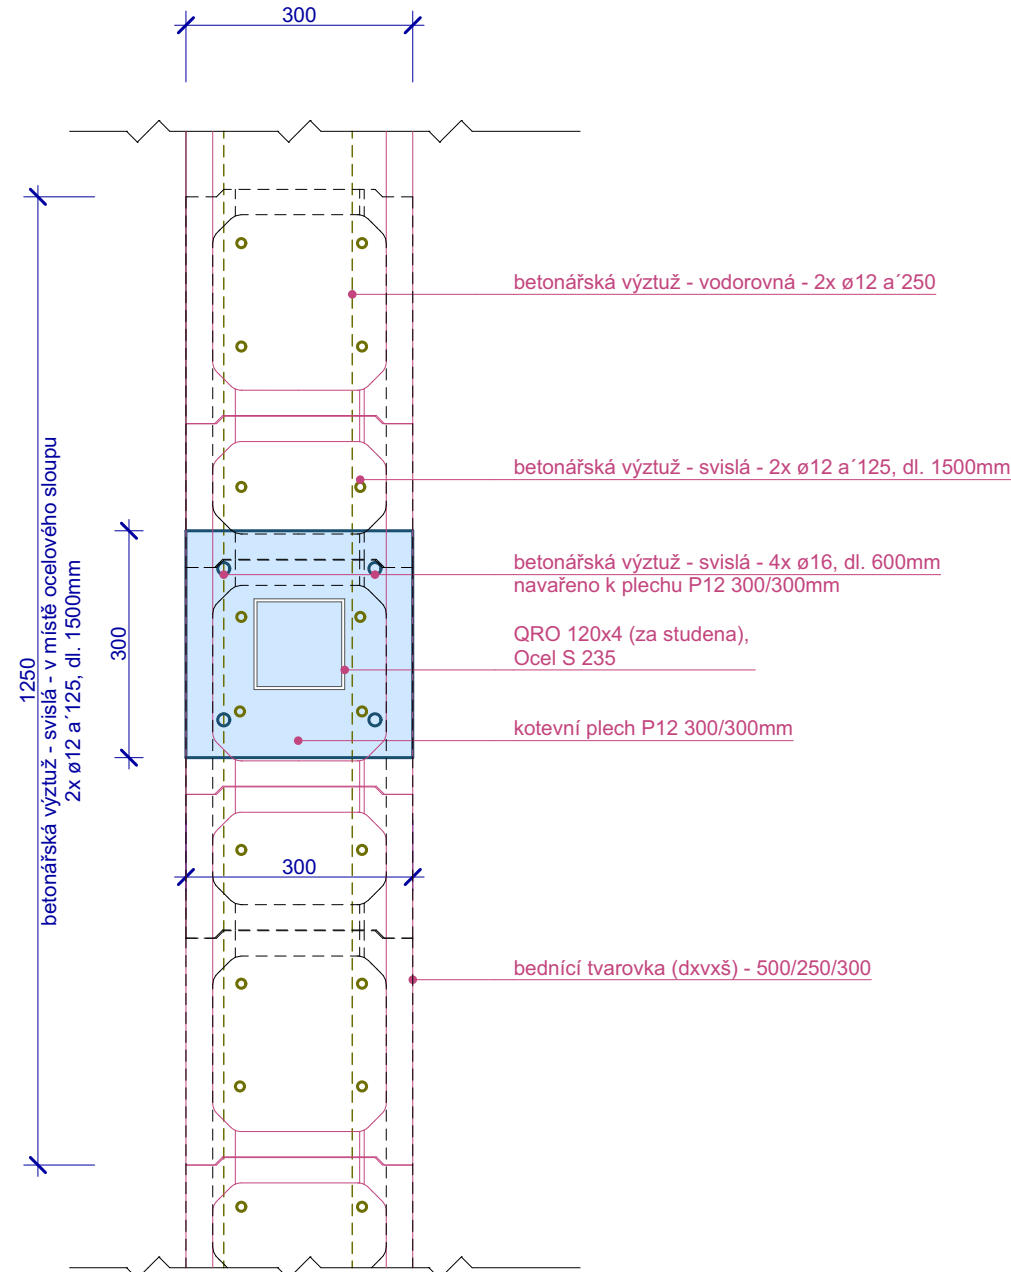 300
betonářská výztuž - vodorovná - 2x ø12 a´250
betonářská výztuž - svislá - 2x ø12 a´125, dl. 1500mm
betonářská výztuž - svislá - 4x ø16, dl. 600mm
navařeno k plechu P12 300/300mm
QRO 120x4 (za studena),
Ocel S 235
kotevní plech P12 300/300mm
300
1250
betonářská výztuž - svislá - v místě ocelového sloupu
2x ø12 a´125, dl. 1500mm
300
bednící tvarovka (dxvxš) - 500/250/300